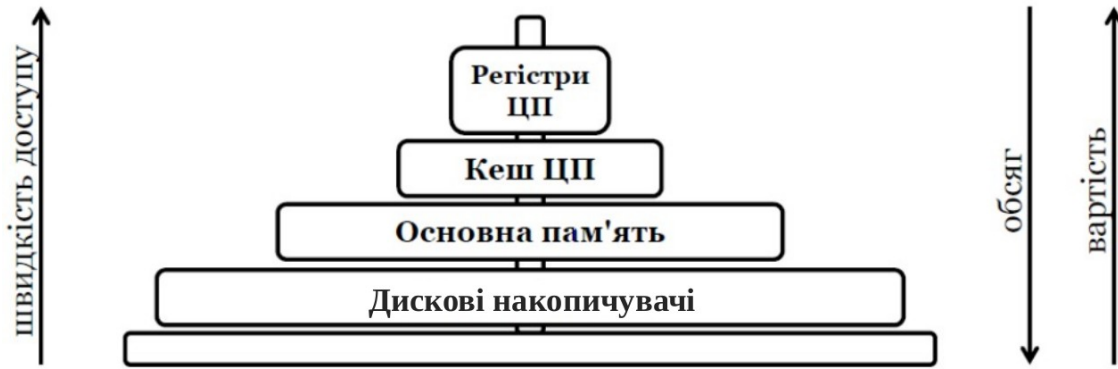 швидкість доступу
Регістри
ЦП
Кеш ЦП
Основна пам'ять
Дискові накопичувачі
обсяг
вартість